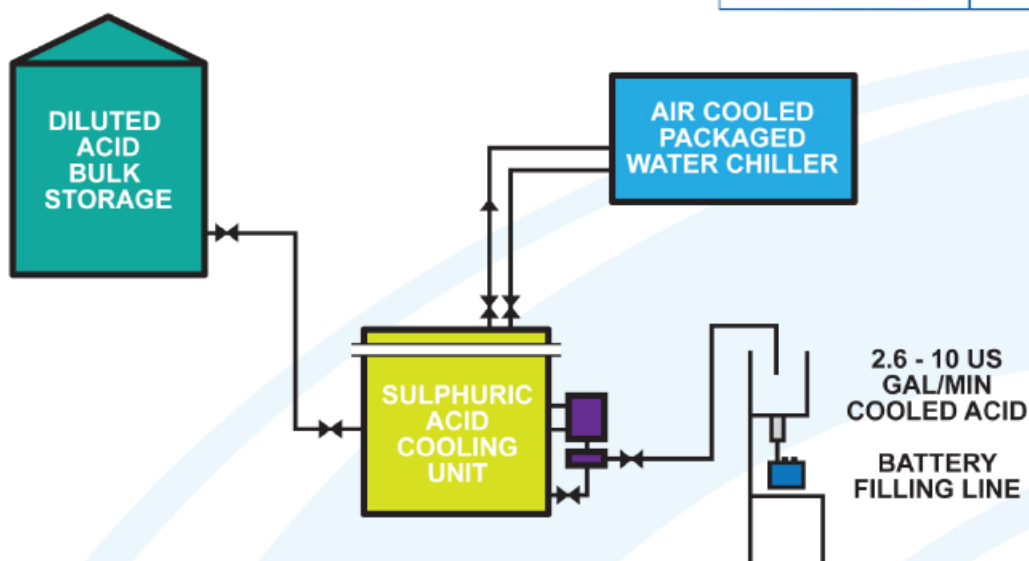 DILUTED
ACID
BULK
STORAGE
AIR COOLED
PACKAGED
WATER CHILLER
SULPHURIC
ACID
COOLING
UNIT
2.6 - 10 US
GAL/MIN
COOLED ACID
BATTERY
FILLING LINE